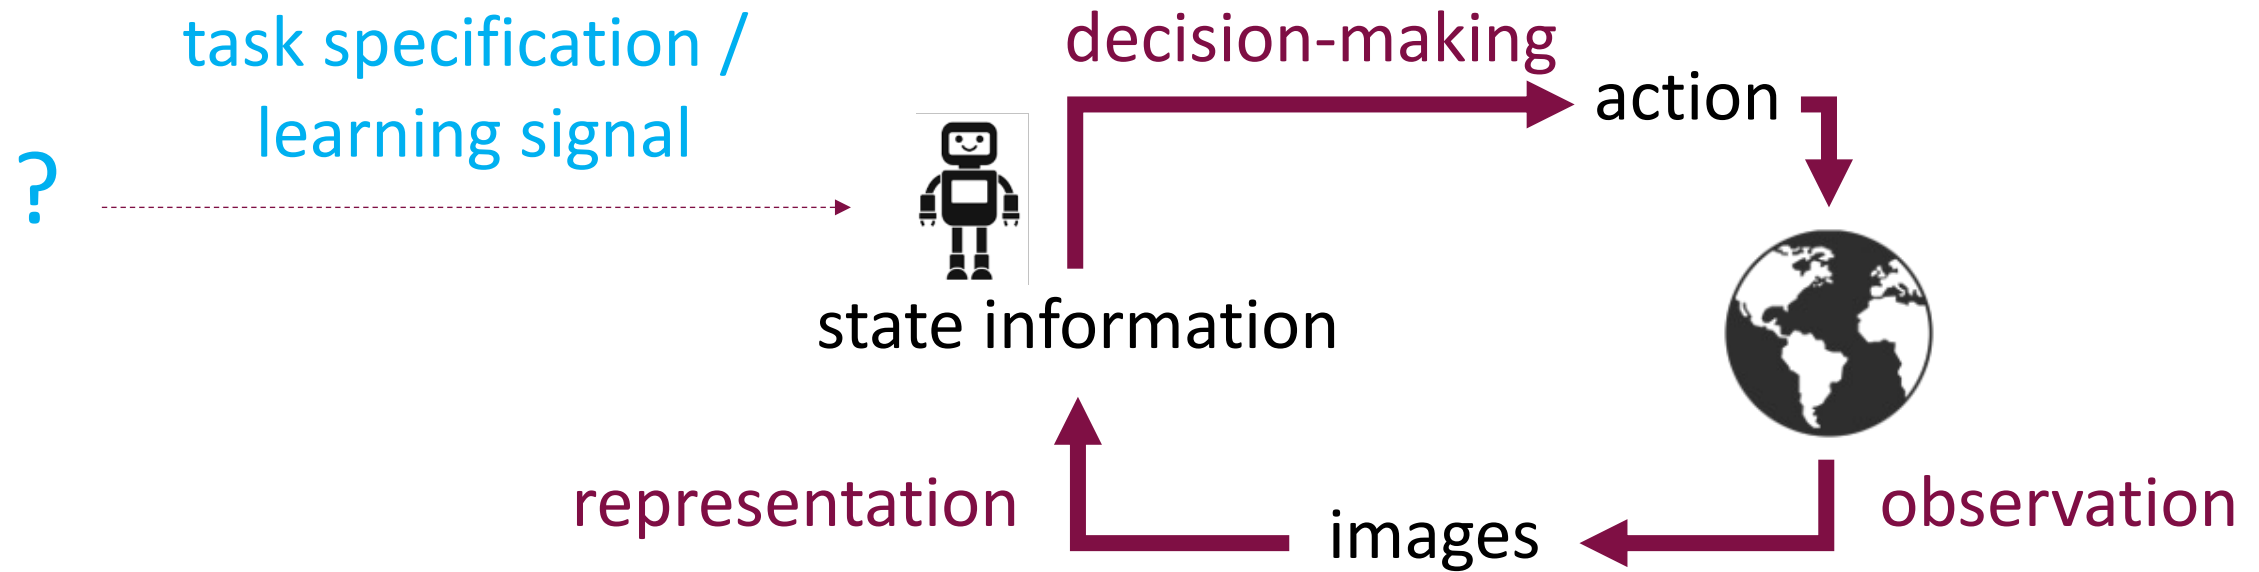 task specification /
learning signal
?
decision-making
action
state information
representation
images
observation